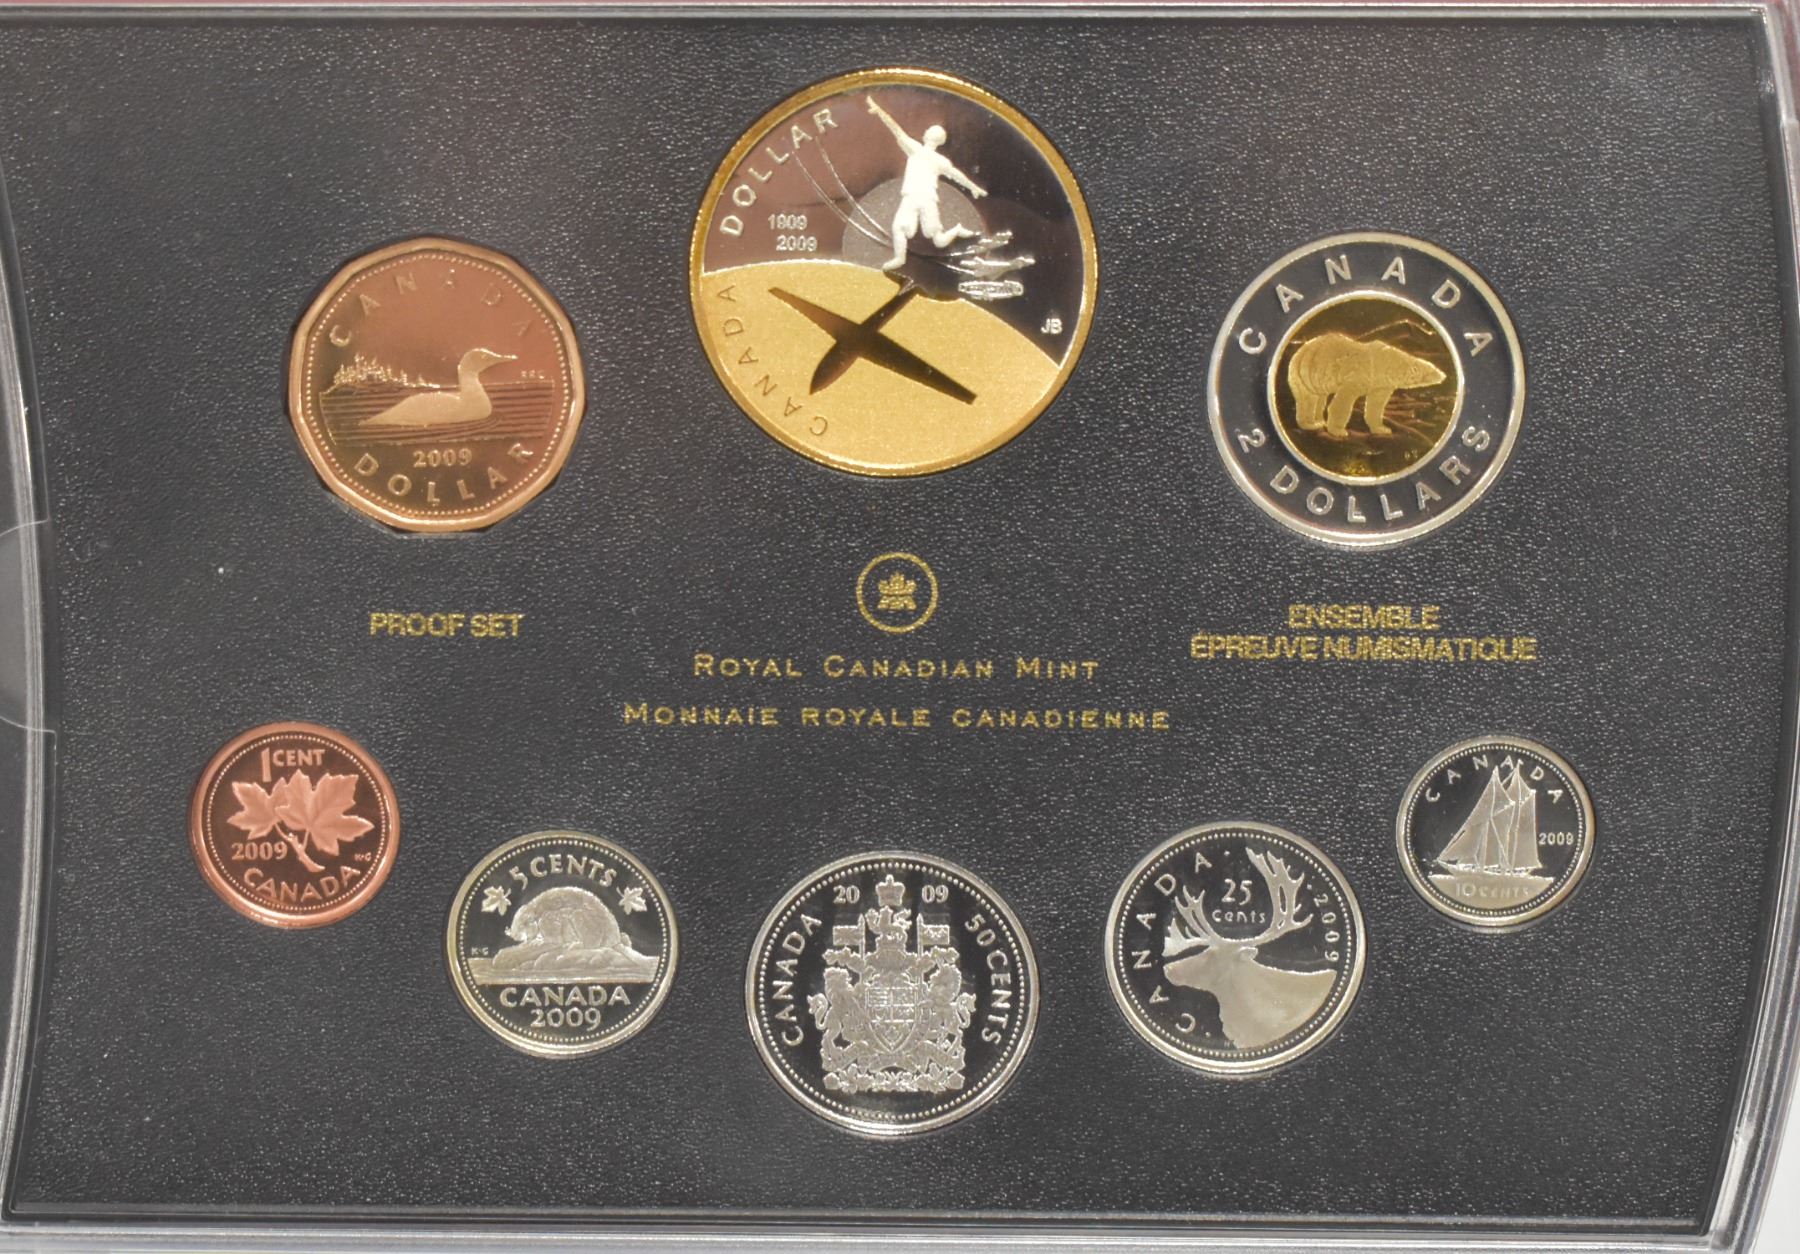 CANADA
DOLLAR
1909
2009
JB
CANADA
RRL
2009
DOLLAR
CANADA
2 DOLLARS
PROOF SET
ROYAL CANADIAN MINT
MONNAIE ROYALE CANADIENNE
ENSEMBLE
ÉPREUVE NUMISMATIQUE
1 CENT
2009
K•G
CANADA
5 CENTS
K•G
CANADA
2009
20 09
CANADA
50 CENTS
CANADA
25
cents
2009
CANADA
2009
10 CENTS